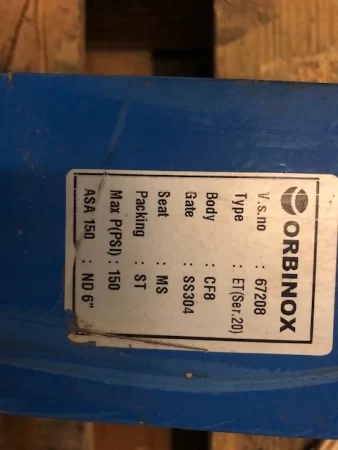 ORBINOX
V.s.no : 67208
Type : ET(Ser.20)
Body : CF8
Gate : SS304
Seat : MS
Packing : ST
Max P(PSI) : 150
ASA 150 : ND 6"